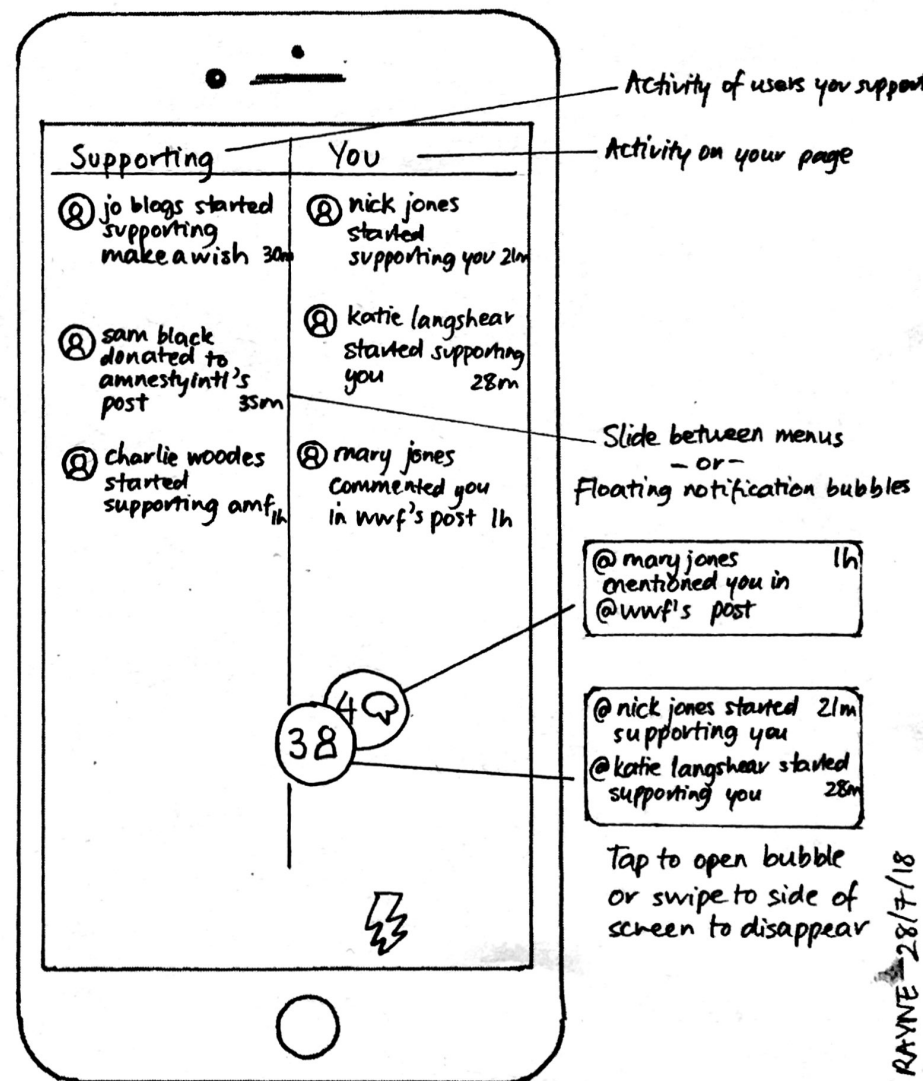 Activity of users you support
Supporting
You
Activity on your page
jo blogs started
supporting
make a wish 30m
sam black
donated to
amnestyintl's
post 35m
charlie woodes
started
supporting amf 1h
nick jones
started
supporting you 21m
katie langshear
started supporting
you 28m
mary jones
commented you
in wwf's post 1h
Slide between menus
- or -
Floating notification bubbles
@mary jones 1h
mentioned you in
@wwf's post
4
3
@nick jones started 21m
supporting you
@katie langshear started
supporting you 28m
Tap to open bubble
or swipe to side of
screen to disappear
RAYNE - 28/7/18